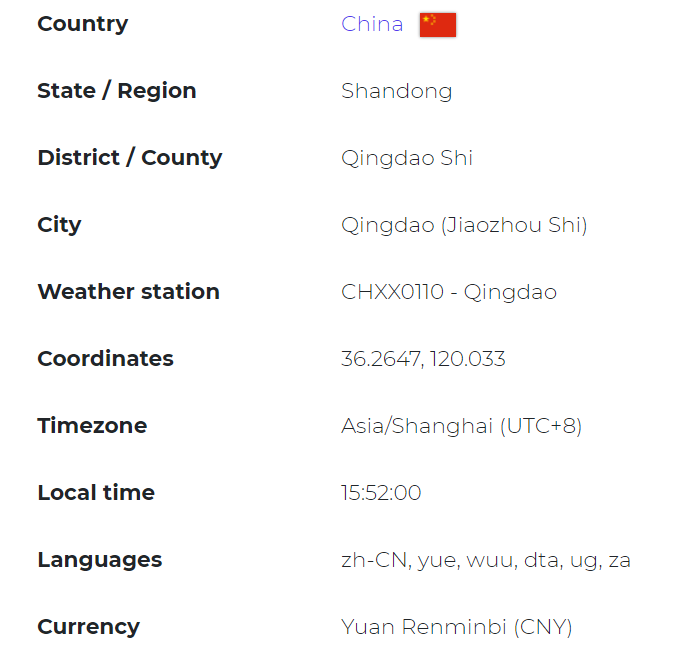 Country China
State / Region Shandong
District / County Qingdao Shi
City Qingdao (Jiaozhou Shi)
Weather station CHXX0110 - Qingdao
Coordinates 36.2647, 120.033
Timezone Asia/Shanghai (UTC+8)
Local time 15:52:00
Languages zh-CN, yue, wuu, dta, ug, za
Currency Yuan Renminbi (CNY)